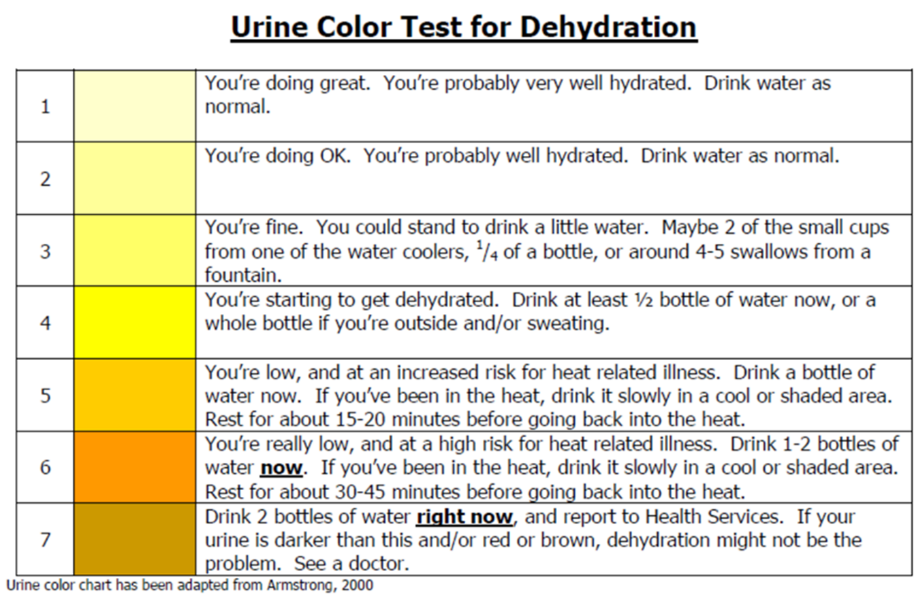 Urine Color Test for Dehydration
1
You're doing great.  You're probably very well hydrated.  Drink water as
normal.
2
You're doing OK.  You're probably well hydrated.  Drink water as normal.
3
You're fine.  You could stand to drink a little water.  Maybe 2 of the small cups
from one of the water coolers, 1/4 of a bottle, or around 4-5 swallows from a
fountain.
4
You're starting to get dehydrated.  Drink at least ½ bottle of water now, or a
whole bottle if you're outside and/or sweating.
5
You're low, and at an increased risk for heat related illness.  Drink a bottle of
water now.  If you've been in the heat, drink it slowly in a cool or shaded area.
Rest for about 15-20 minutes before going back into the heat.
6
You're really low, and at a high risk for heat related illness.  Drink 1-2 bottles of
water now.  If you've been in the heat, drink it slowly in a cool or shaded area.
Rest for about 30-45 minutes before going back into the heat.
7
Drink 2 bottles of water right now, and report to Health Services.  If your
urine is darker than this and/or red or brown, dehydration might not be the
problem.  See a doctor.
Urine color chart has been adapted from Armstrong, 2000